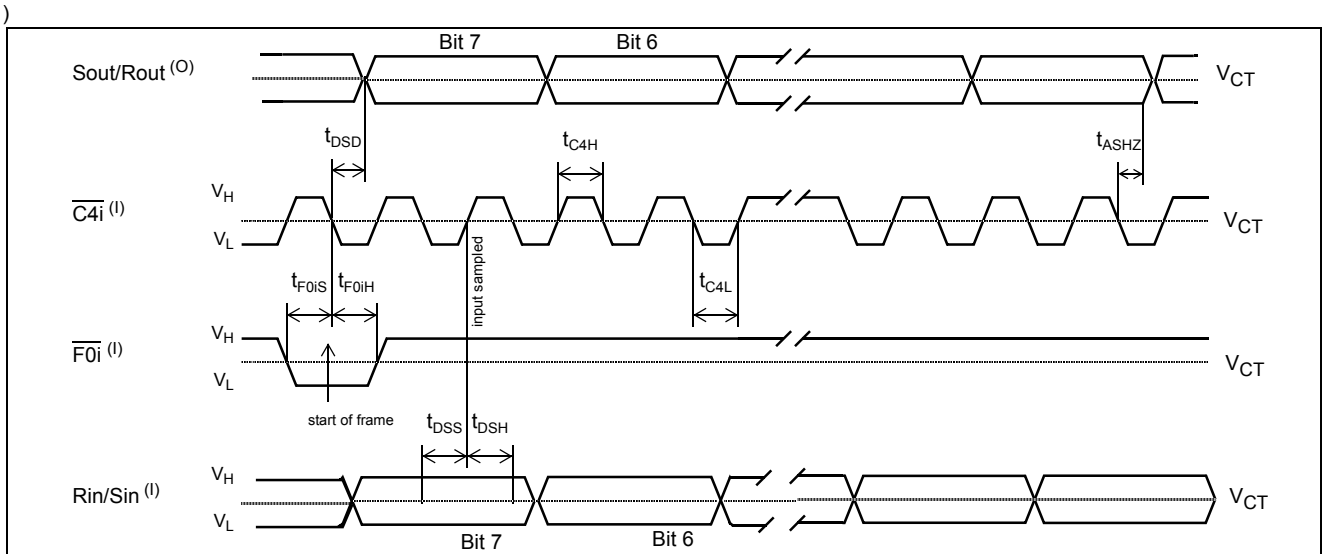 )
Bit 7 Bit 6
Sout/Rout (O)
VCT
tDSD tC4H tASHZ
VH
C4i (I)
VCT
VL
tF0iS tF0iH input sampled tC4L
VH
F0i (I)
VCT
VL
start of frame
tDSS tDSH
VH
Rin/Sin (I)
VCT
VL
Bit 7 Bit 6